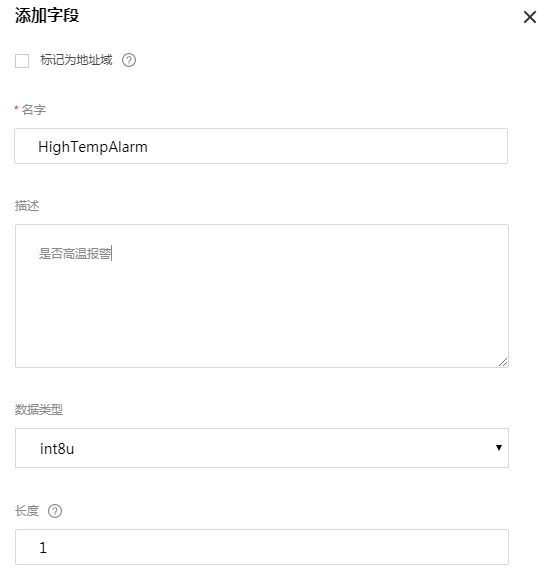 添加字段
标记为地址域 ?
* 名字
HighTempAlarm
描述
是否高温报警
数据类型
int8u
长度 ?
1